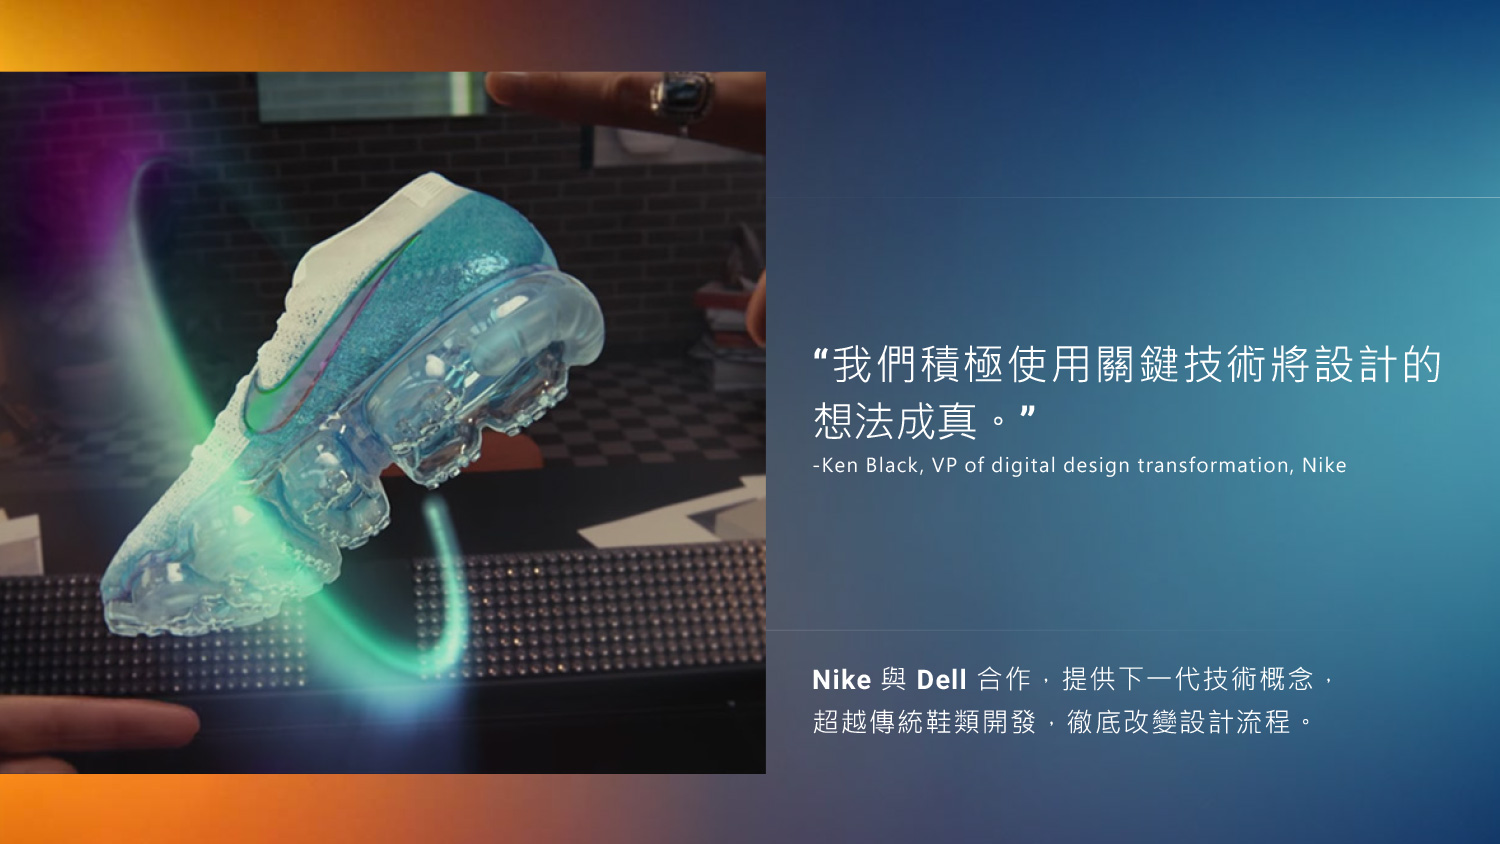 “我們積極使用關鍵技術將設計的
想法成真。”
-Ken Black, VP of digital design transformation, Nike
Nike 與 Dell 合作，提供下一代技術概念，
超越傳統鞋類開發，徹底改變設計流程。